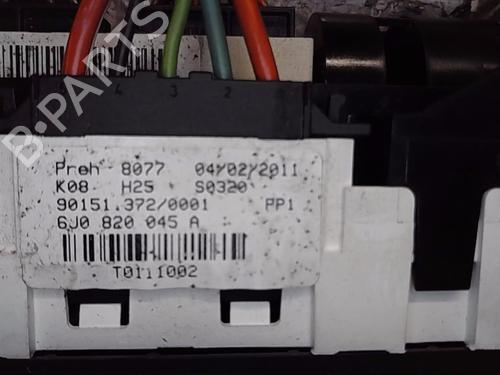 4 3 2
Preh 8077 04/02/2011
K08 H25 S0320
90151.372/0001 PP1
6J0 820 045 A
T0111002
B-PARTS